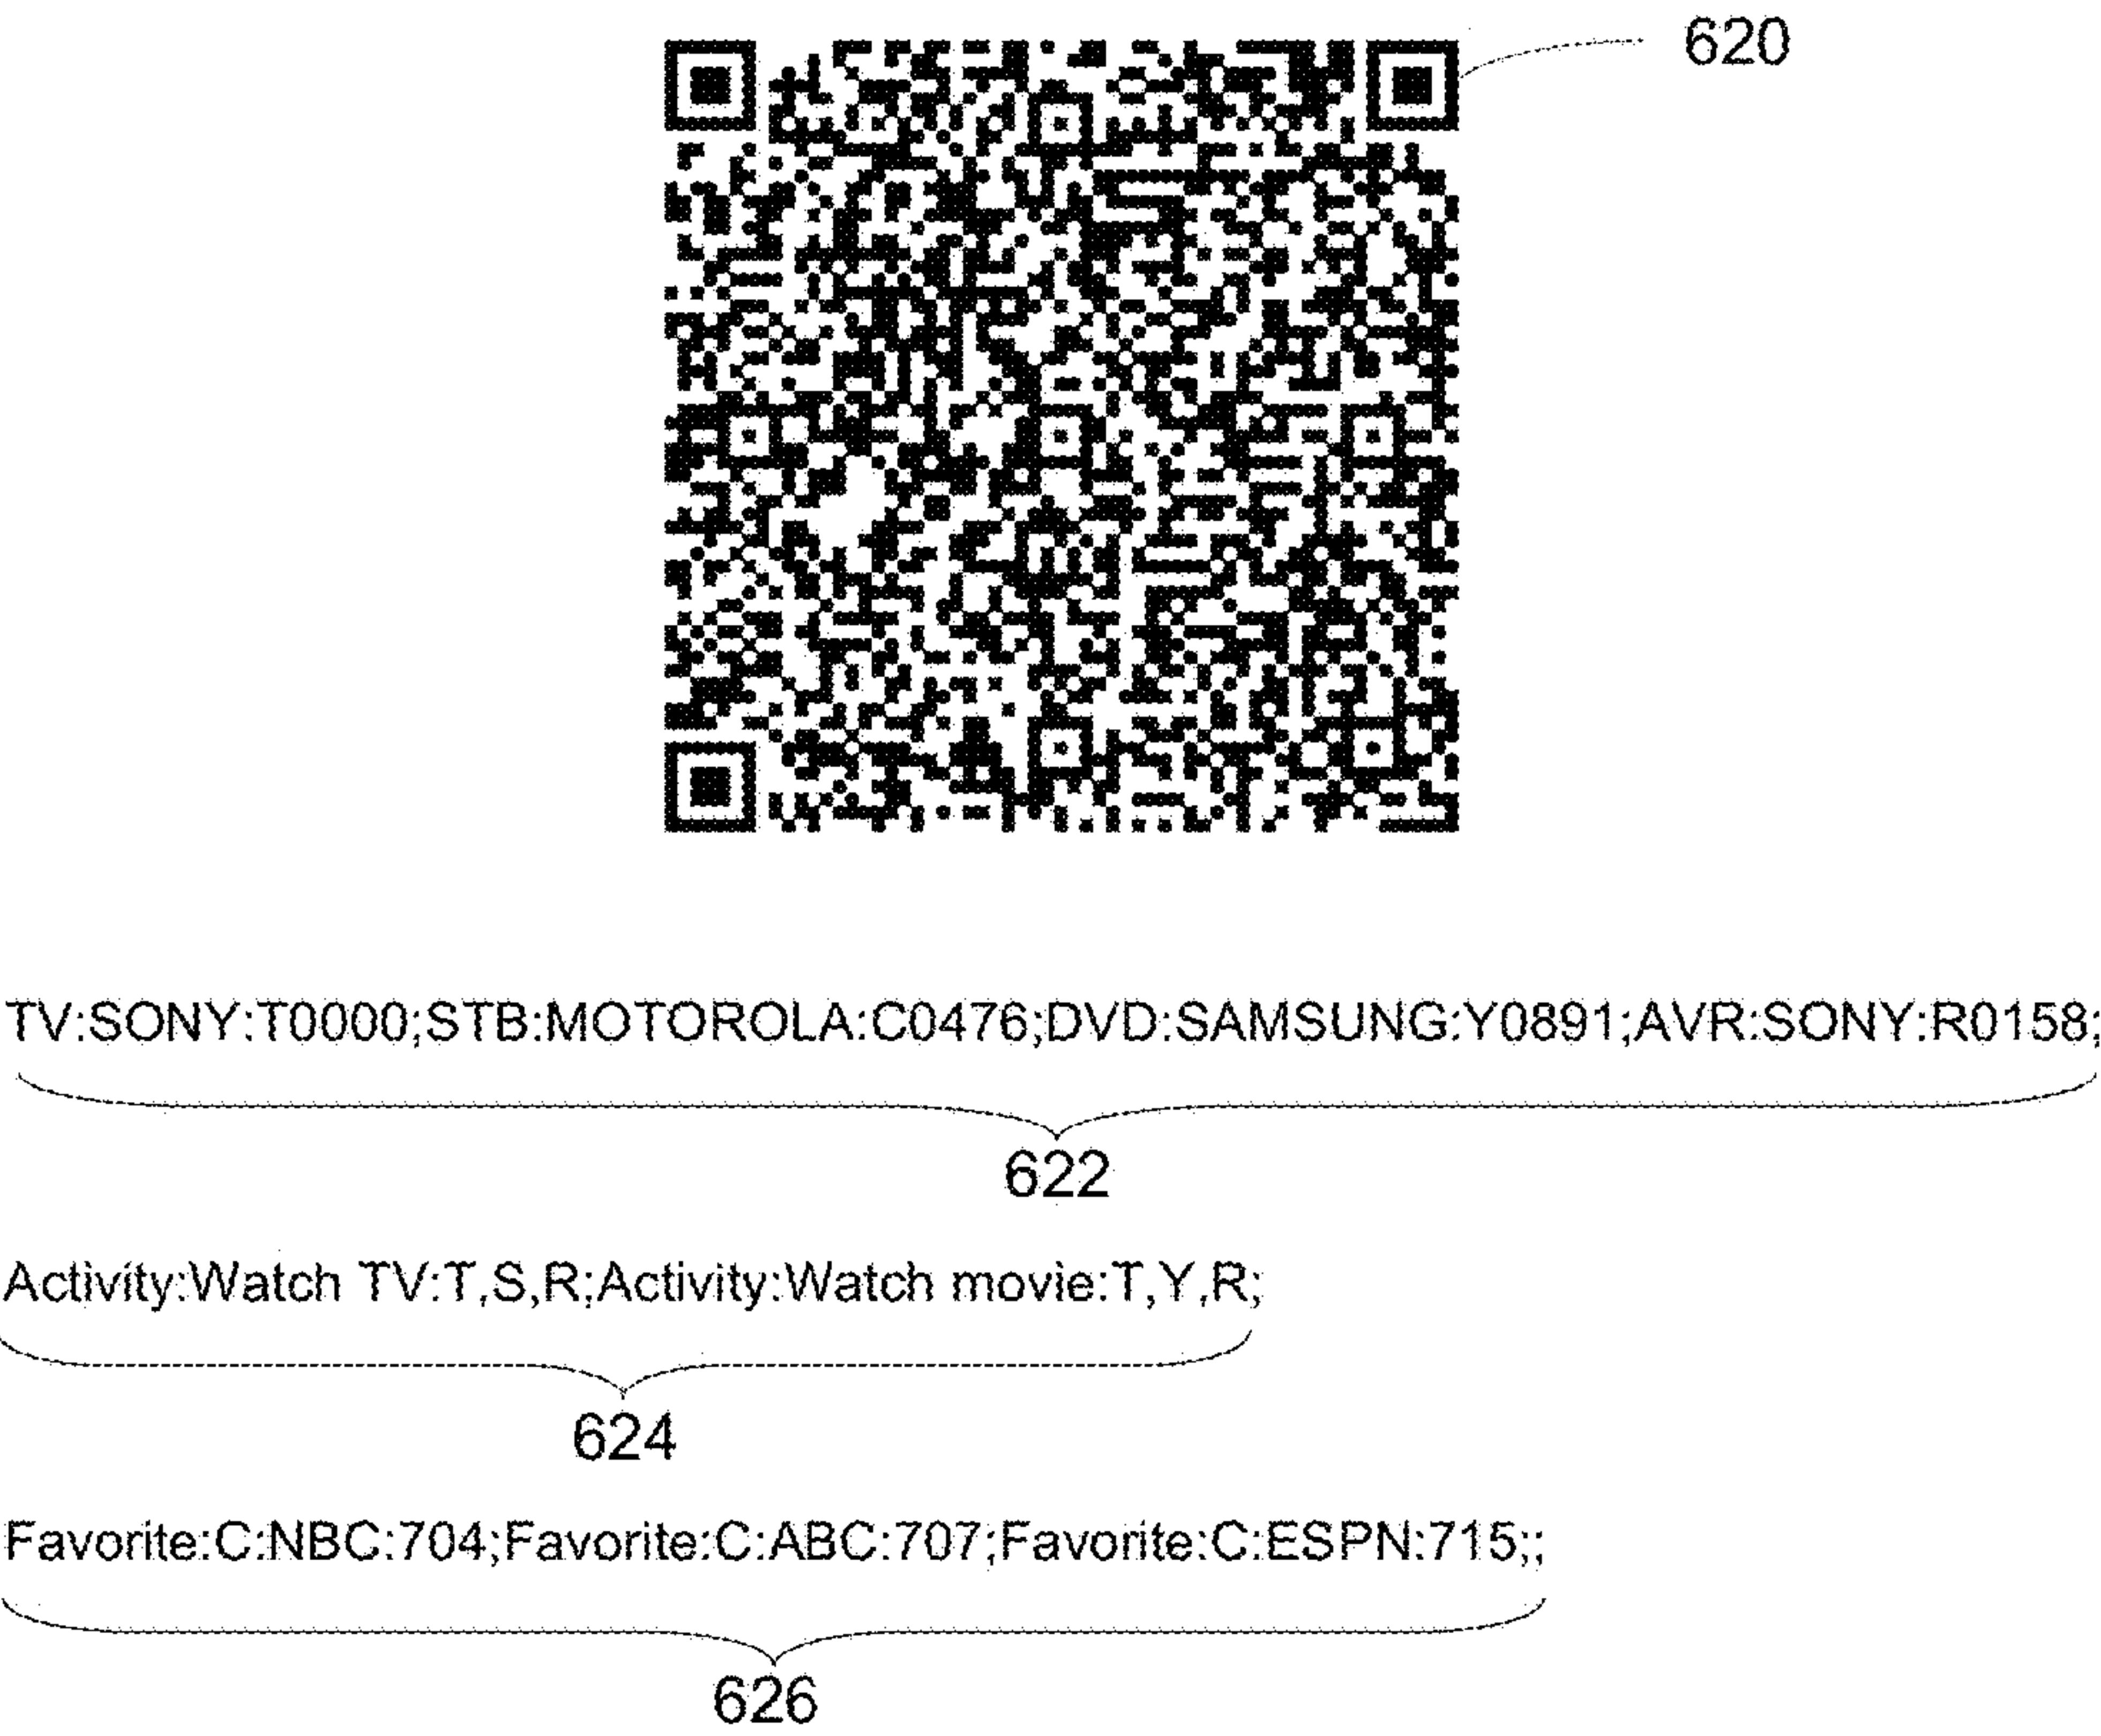 620
TV:SONY:T0000;STB:MOTOROLA:C0476;DVD:SAMSUNG:Y0891;AVR:SONY:R0158;
622
Activity:Watch TV:T,S,R;Activity:Watch movie:T,Y,R;
624
Favorite:C:NBC:704;Favorite:C:ABC:707;Favorite:C:ESPN:715;;
626